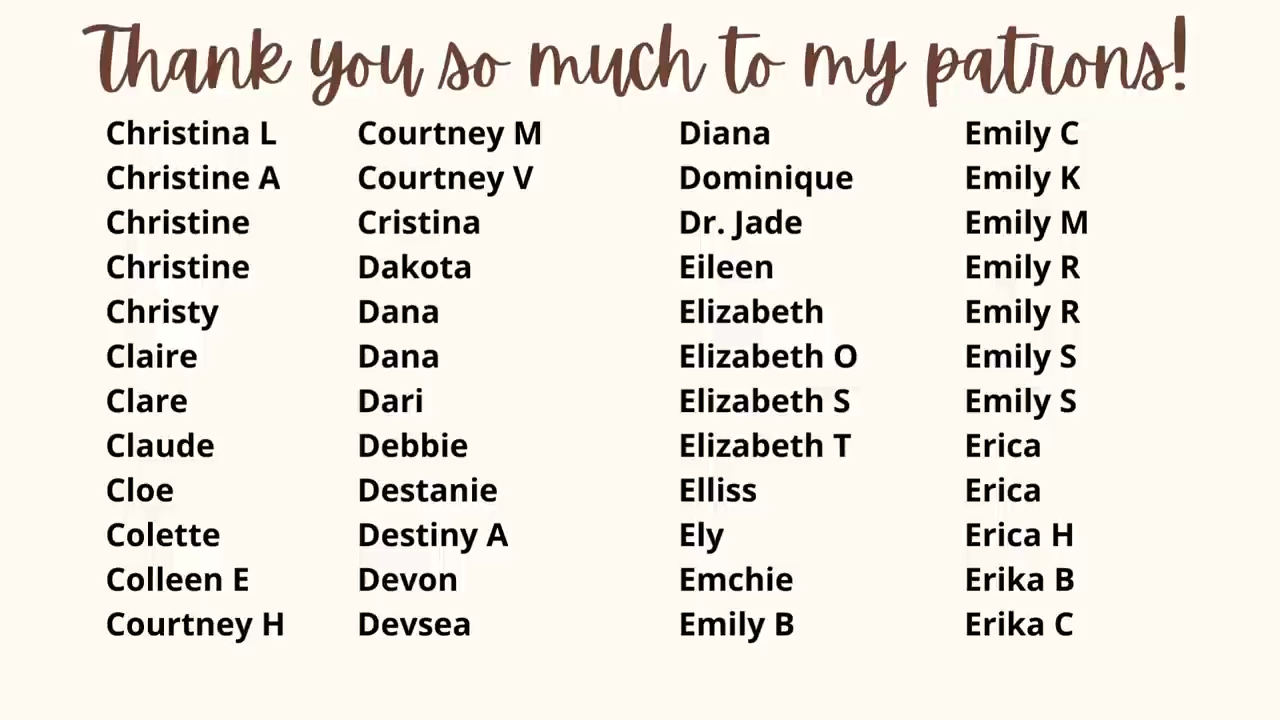 Thank you so much to my patrons!
Christina L
Christine A
Christine
Christine
Christy
Claire
Clare
Claude
Cloe
Colette
Colleen E
Courtney H
Courtney M
Courtney V
Cristina
Dakota
Dana
Dana
Dari
Debbie
Destanie
Destiny A
Devon
Devsea
Diana
Dominique
Dr. Jade
Eileen
Elizabeth
Elizabeth O
Elizabeth S
Elizabeth T
Elliss
Ely
Emchie
Emily B
Emily C
Emily K
Emily M
Emily R
Emily R
Emily S
Emily S
Erica
Erica
Erica H
Erika B
Erika C